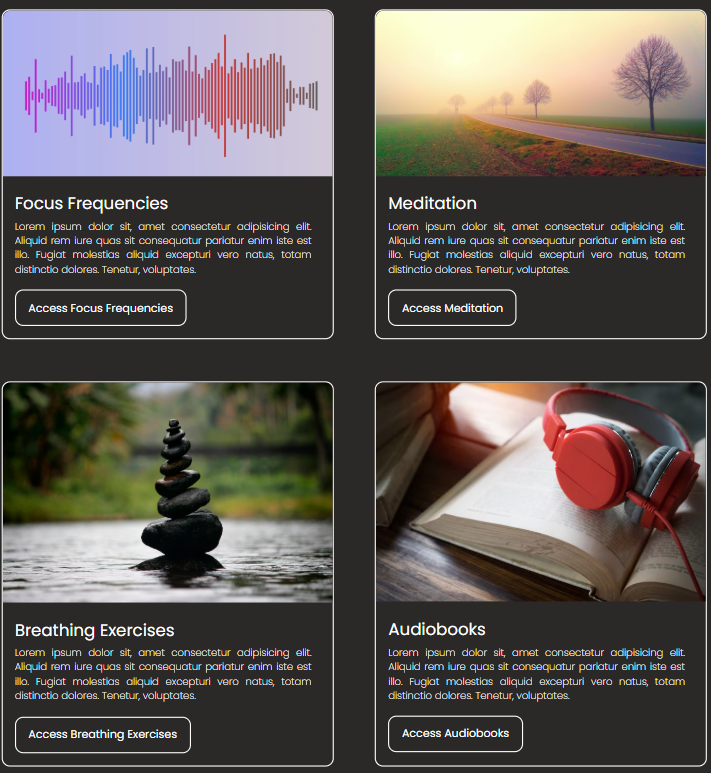 Focus Frequencies
Lorem ipsum dolor sit, amet consectetur adipisicing elit.
Aliquid rem iure quas sit consequatur pariatur enim iste est
illo. Fugiat molestias aliquid excepturi vero natus, totam
distinctio dolores. Tenetur, voluptates.
Access Focus Frequencies
Meditation
Lorem ipsum dolor sit, amet consectetur adipisicing elit.
Aliquid rem iure quas sit consequatur pariatur enim iste est
illo. Fugiat molestias aliquid excepturi vero natus, totam
distinctio dolores. Tenetur, voluptates.
Access Meditation
Breathing Exercises
Lorem ipsum dolor sit, amet consectetur adipisicing elit.
Aliquid rem iure quas sit consequatur pariatur enim iste est
illo. Fugiat molestias aliquid excepturi vero natus, totam
distinctio dolores. Tenetur, voluptates.
Access Breathing Exercises
Audiobooks
Lorem ipsum dolor sit, amet consectetur adipisicing elit.
Aliquid rem iure quas sit consequatur pariatur enim iste est
illo. Fugiat molestias aliquid excepturi vero natus, totam
distinctio dolores. Tenetur, voluptates.
Access Audiobooks